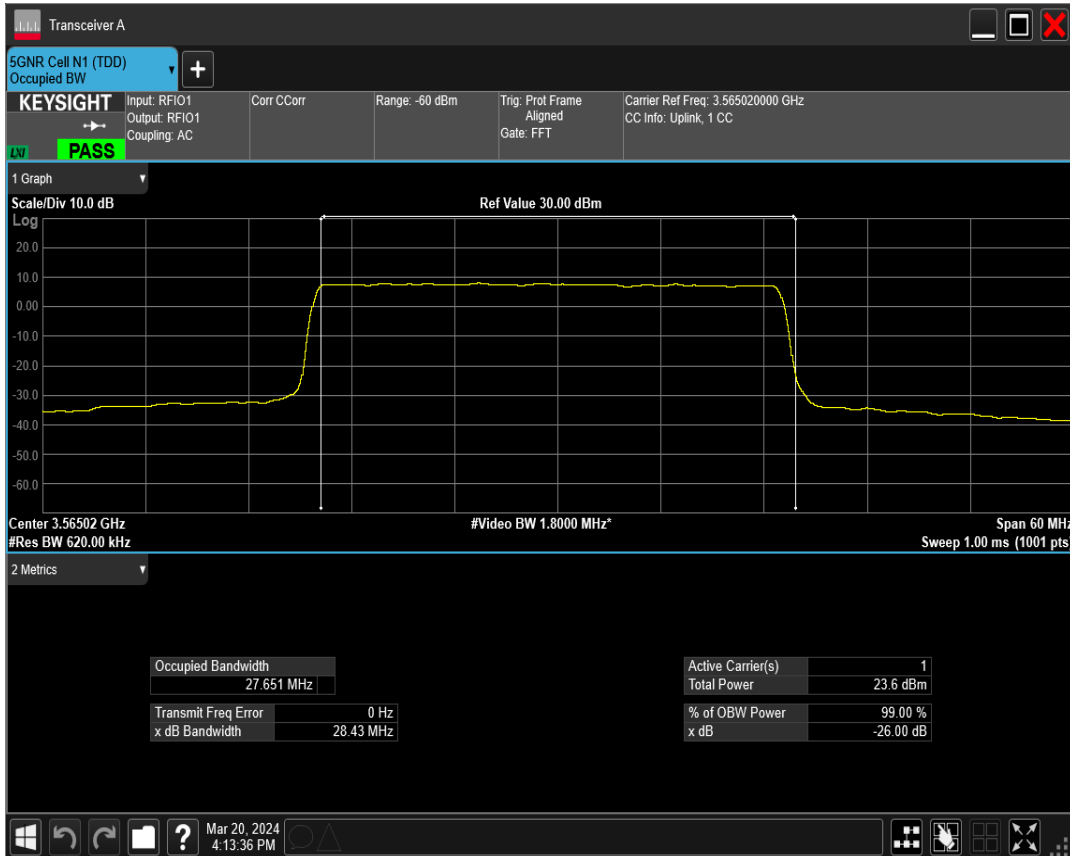 Transceiver A
5GNR Cell N1 (TDD)
Occupied BW
+
KEYSIGHT
LXI
PASS
Input: RFIO1
Output: RFIO1
Coupling: AC
Corr CCorr
Range: -60 dBm
Trig: Prot Frame
Aligned
Gate: FFT
Carrier Ref Freq: 3.565020000 GHz
CC Info: Uplink, 1 CC
1 Graph
Scale/Div 10.0 dB
Ref Value 30.00 dBm
Log
20.0
10.0
0.00
-10.0
-20.0
-30.0
-40.0
-50.0
-60.0
Center 3.56502 GHz
#Video BW 1.8000 MHz*
Span 60 MHz
#Res BW 620.00 kHz
Sweep 1.00 ms (1001 pts)
2 Metrics
Occupied Bandwidth
27.651 MHz
Transmit Freq Error 0 Hz
x dB Bandwidth 28.43 MHz
Active Carrier(s) 1
Total Power 23.6 dBm
% of OBW Power 99.00 %
x dB -26.00 dB
?
Mar 20, 2024
4:13:36 PM